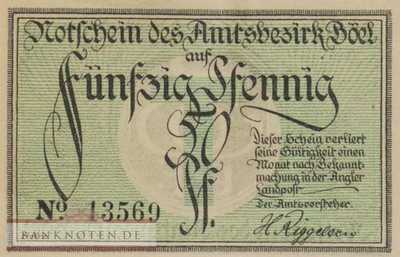 Notschein des Amtsbezirk Böel
auf
Fünfzig Pfennig
50
Pf.
Dieser Schein verliert
seine Gültigkeit einen
Monat nach Bekannt-
machung in der Angler
Landpost
Der Amtsvorsteher.
H. Riggelsen
No 13569
BANKNOTEN.DE